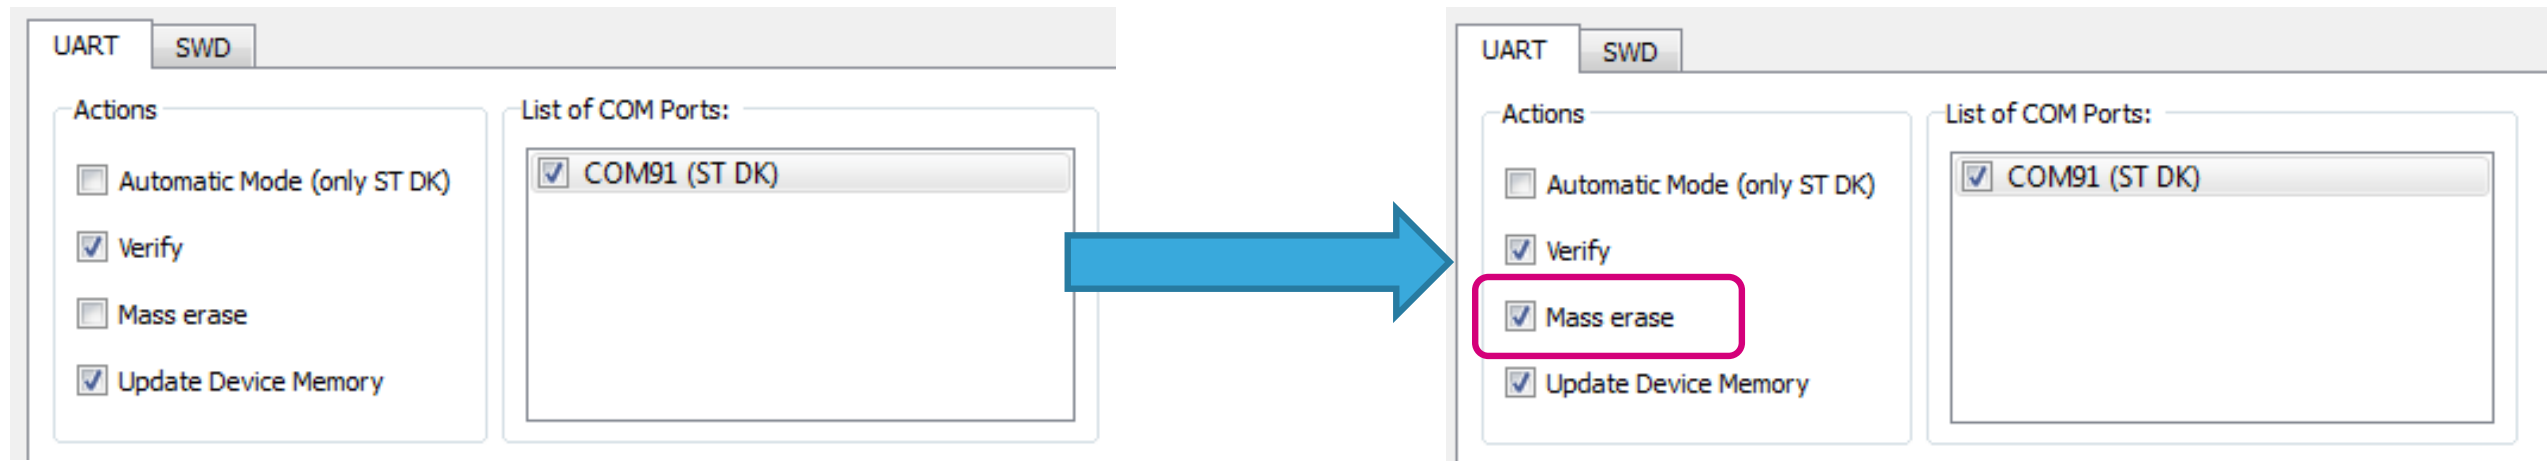 UART SWD
Actions
Automatic Mode (only ST DK)
Verify
Mass erase
Update Device Memory
List of COM Ports:
COM91 (ST DK)
UART SWD
Actions
Automatic Mode (only ST DK)
Verify
Mass erase
Update Device Memory
List of COM Ports:
COM91 (ST DK)